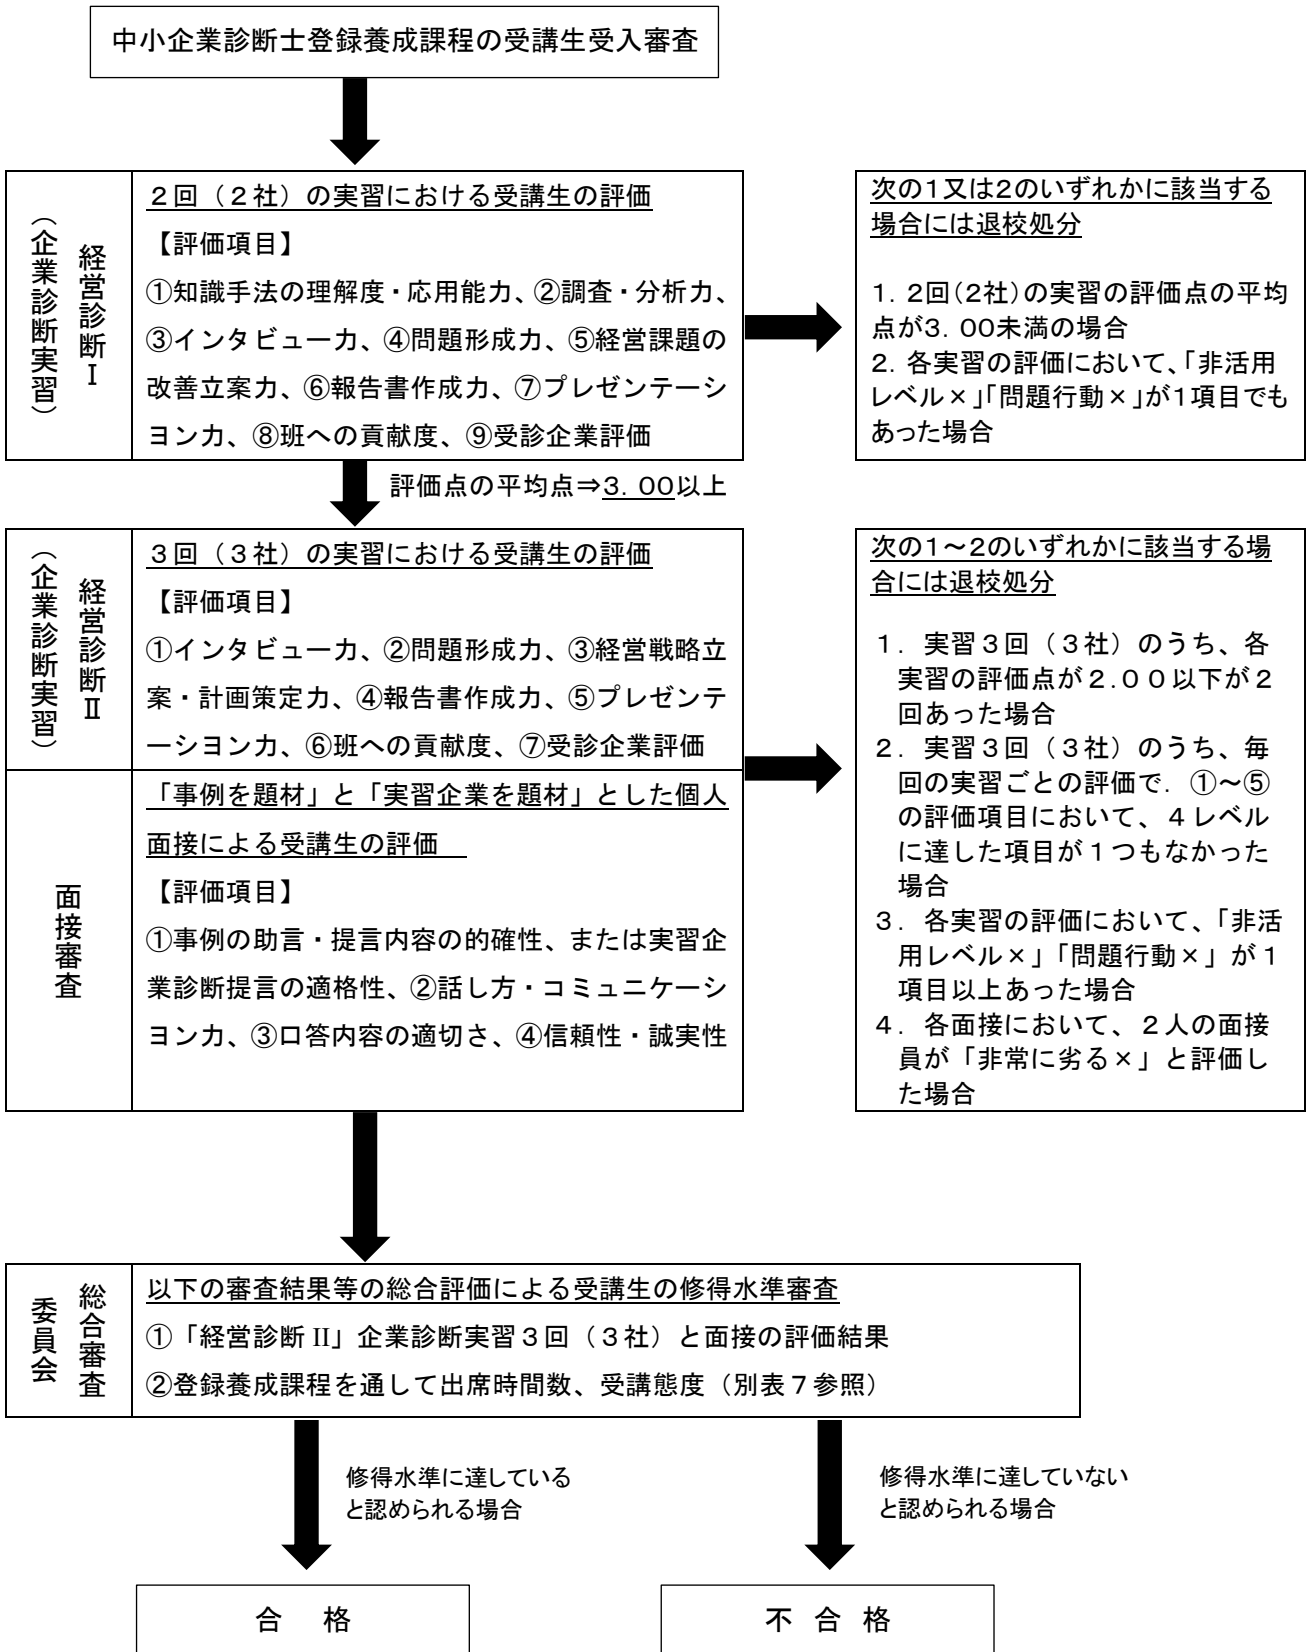 中小企業診断士登録養成課程の受講生受入審査
経営診断Ⅰ
（企業診断実習）
２回（２社）の実習における受講生の評価
【評価項目】
①知識手法の理解度・応用能力、②調査・分析力、
③インタビュー力、④問題形成力、⑤経営課題の
改善立案力、⑥報告書作成力、⑦プレゼンテーシ
ヨン力、⑧班への貢献度、⑨受診企業評価
次の1又は2のいずれかに該当する
場合には退校処分
1. 2回(2社)の実習の評価点の平均
点が3. 00未満の場合
2. 各実習の評価において、「非活用
レベル×」「問題行動×」が1項目でも
あった場合
評価点の平均点⇒3. 00以上
経営診断Ⅱ
（企業診断実習）
３回（３社）の実習における受講生の評価
【評価項目】
①インタビュー力、②問題形成力、③経営戦略立
案・計画策定力、④報告書作成力、⑤プレゼンテ
ーシヨン力、⑥班への貢献度、⑦受診企業評価
面接審査
「事例を題材」と「実習企業を題材」とした個人
面接による受講生の評価
【評価項目】
①事例の助言・提言内容の的確性、または実習企
業診断提言の適格性、②話し方・コミュニケーシ
ヨン力、③口答内容の適切さ、④信頼性・誠実性
次の1～2のいずれかに該当する場
合には退校処分
１. 実習３回（３社）のうち、各
実習の評価点が２.００以下が２
回あった場合
２. 実習３回（３社）のうち、毎
回の実習ごとの評価で. ①～⑤
の評価項目において、４レベル
に達した項目が１つもなかった
場合
３. 各実習の評価において、「非活
用レベル×」「問題行動×」が１
項目以上あった場合
４. 各面接において、２人の面接
員が「非常に劣る×」と評価し
た場合
総合審査
委員会
以下の審査結果等の総合評価による受講生の修得水準審査
①「経営診断 II」企業診断実習３回（３社）と面接の評価結果
②登録養成課程を通して出席時間数、受講態度（別表７参照）
修得水準に達している
と認められる場合
修得水準に達していない
と認められる場合
合　格
不 合 格